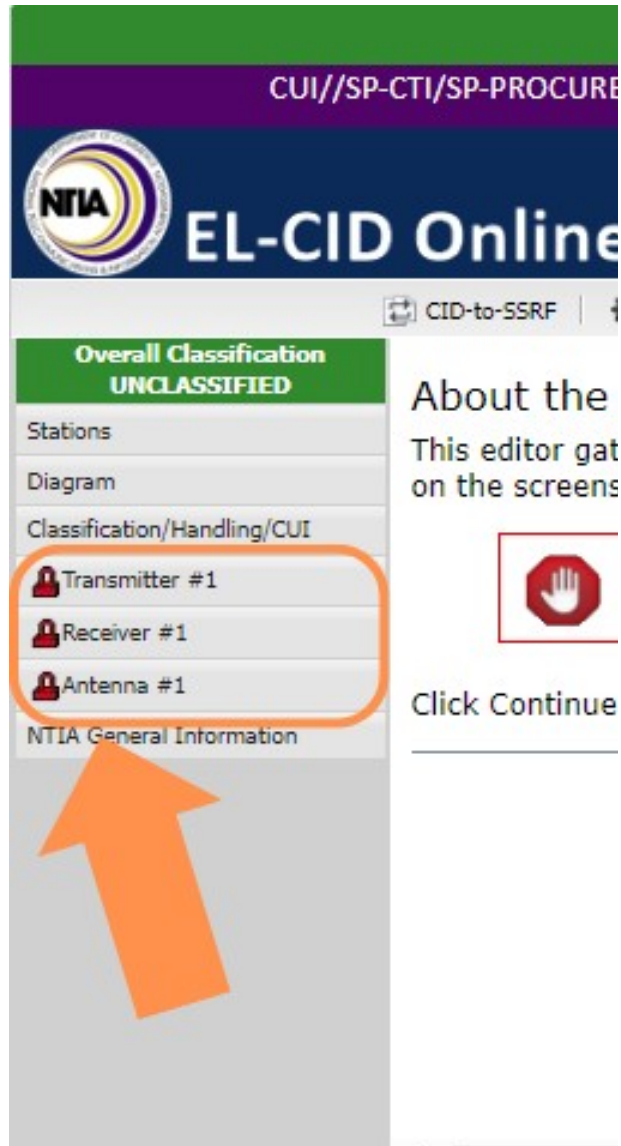 CUI//SP-CTI/SP-PROCURE
NTIA
EL-CID Online
CID-to-SSRF
Overall Classification
UNCLASSIFIED
Stations
Diagram
Classification/Handling/CUI
Transmitter #1
Receiver #1
Antenna #1
NTIA General Information
About the
This editor gat
on the screens
Click Continue